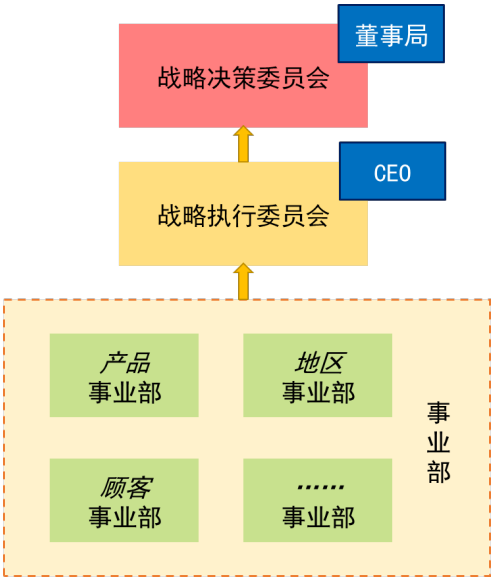 董事局
战略决策委员会
CEO
战略执行委员会
产品
事业部
地区
事业部
顾客
事业部
……
事业部
事
业
部